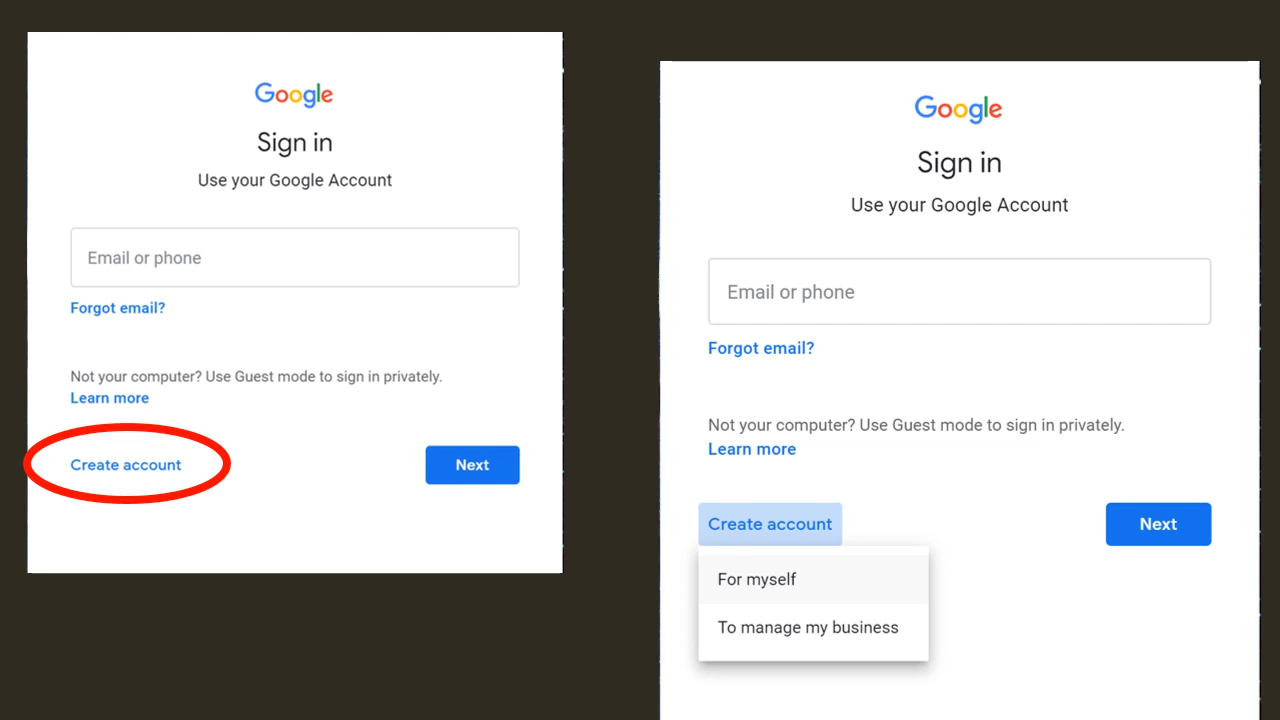 Google
Sign in
Use your Google Account
Email or phone
Forgot email?
Not your computer? Use Guest mode to sign in privately.
Learn more
Create account
Next
Google
Sign in
Use your Google Account
Email or phone
Forgot email?
Not your computer? Use Guest mode to sign in privately.
Learn more
Create account
Next
For myself
To manage my business